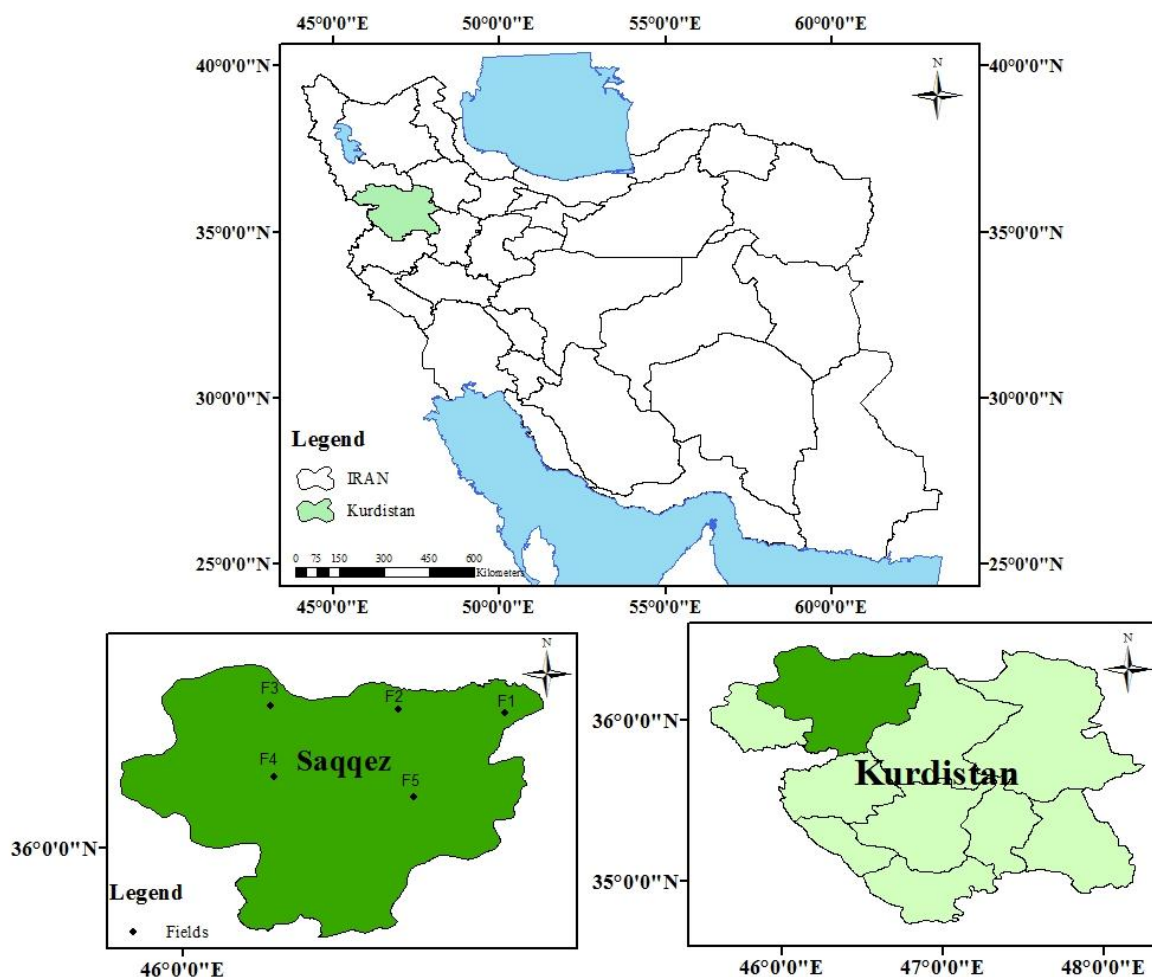 45°0'0"E 50°0'0"E 55°0'0"E 60°0'0"E
40°0'0"N 40°0'0"N
N
35°0'0"N 35°0'0"N
30°0'0"N 30°0'0"N
Legend
IRAN
Kurdistan
0 75 150 300 450 600
Kilometers
25°0'0"N 25°0'0"N
45°0'0"E 50°0'0"E 55°0'0"E 60°0'0"E
N
F3
F2
F1
Saqqez
F4
F5
36°0'0"N
Legend
Fields
46°0'0"E
N
36°0'0"N
Kurdistan
35°0'0"N
46°0'0"E 47°0'0"E 48°0'0"E